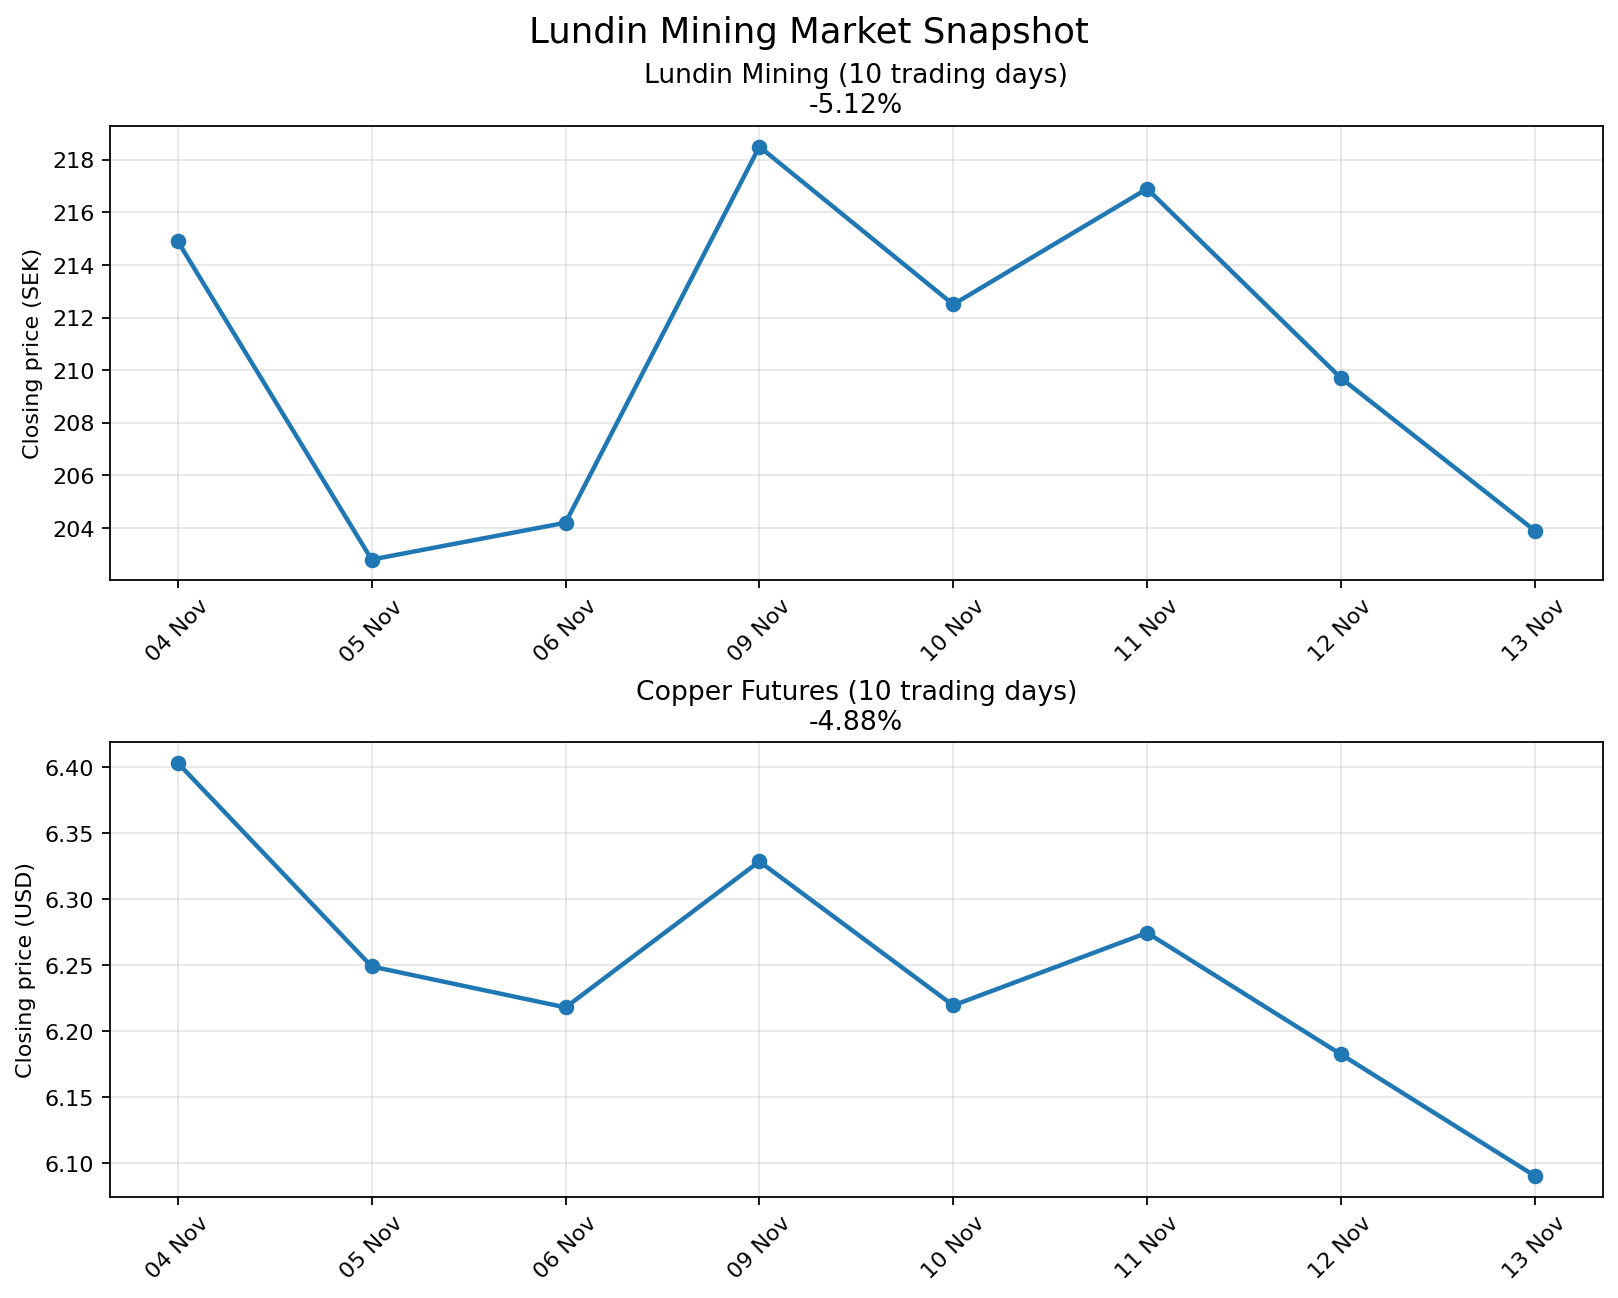 Lundin Mining Market Snapshot
Lundin Mining (10 trading days)
-5.12%
Closing price (SEK)
218
216
214
212
210
208
206
204
04 Nov
05 Nov
06 Nov
09 Nov
10 Nov
11 Nov
12 Nov
13 Nov
Copper Futures (10 trading days)
-4.88%
Closing price (USD)
6.40
6.35
6.30
6.25
6.20
6.15
6.10
04 Nov
05 Nov
06 Nov
09 Nov
10 Nov
11 Nov
12 Nov
13 Nov